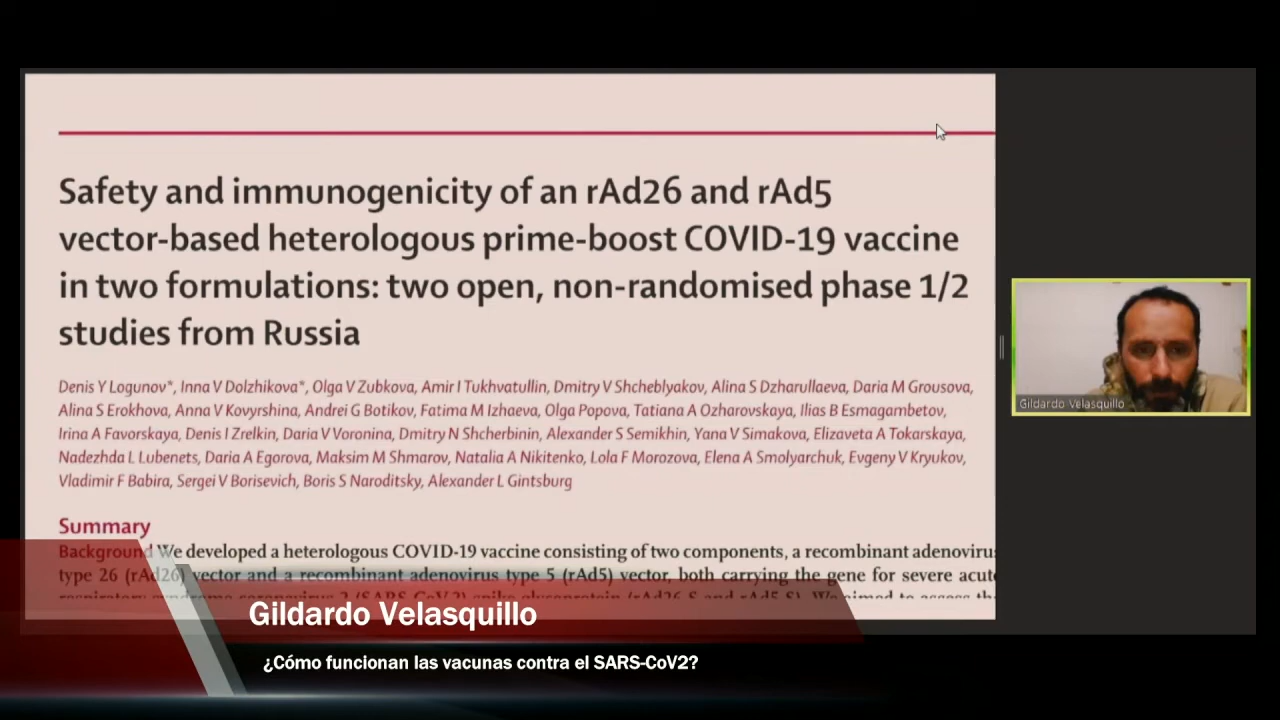 Safety and immunogenicity of an rAd26 and rAd5
vector-based heterologous prime-boost COVID-19 vaccine
in two formulations: two open, non-randomised phase 1/2
studies from Russia
Denis Y Logunov*, Inna V Dolzhikova*, Olga V Zubkova, Amir I Tukhvatullin, Dmitry V Shcheblyakov, Alina S Dzharullaeva, Daria M Grousova,
Alina S Erokhova, Anna V Kovyrshina, Andrei G Botikov, Fatima M Izhaeva, Olga Popova, Tatiana A Ozharovskaya, Ilias B Esmagambetov,
Irina A Favorskaya, Denis I Zrelkin, Daria V Voronina, Dmitry N Shcherbinin, Alexander S Semikhin, Yana V Simakova, Elizaveta A Tokarskaya,
Nadezhda L Lubenets, Daria A Egorova, Maksim M Shmarov, Natalia A Nikitenko, Lola F Morozova, Elena A Smolyarchuk, Evgeny V Kryukov,
Vladimir F Babira, Sergei V Borisevich, Boris S Naroditsky, Alexander L Gintsburg
Summary
Background We developed a heterologous COVID-19 vaccine consisting of two components, a recombinant adenoviru
type 26 (rAd26) vector and a recombinant adenovirus type 5 (rAd5) vector, both carrying the gene for severe acut
Gildardo Velasquillo
Gildardo Velasquillo
¿Cómo funcionan las vacunas contra el SARS-CoV2?